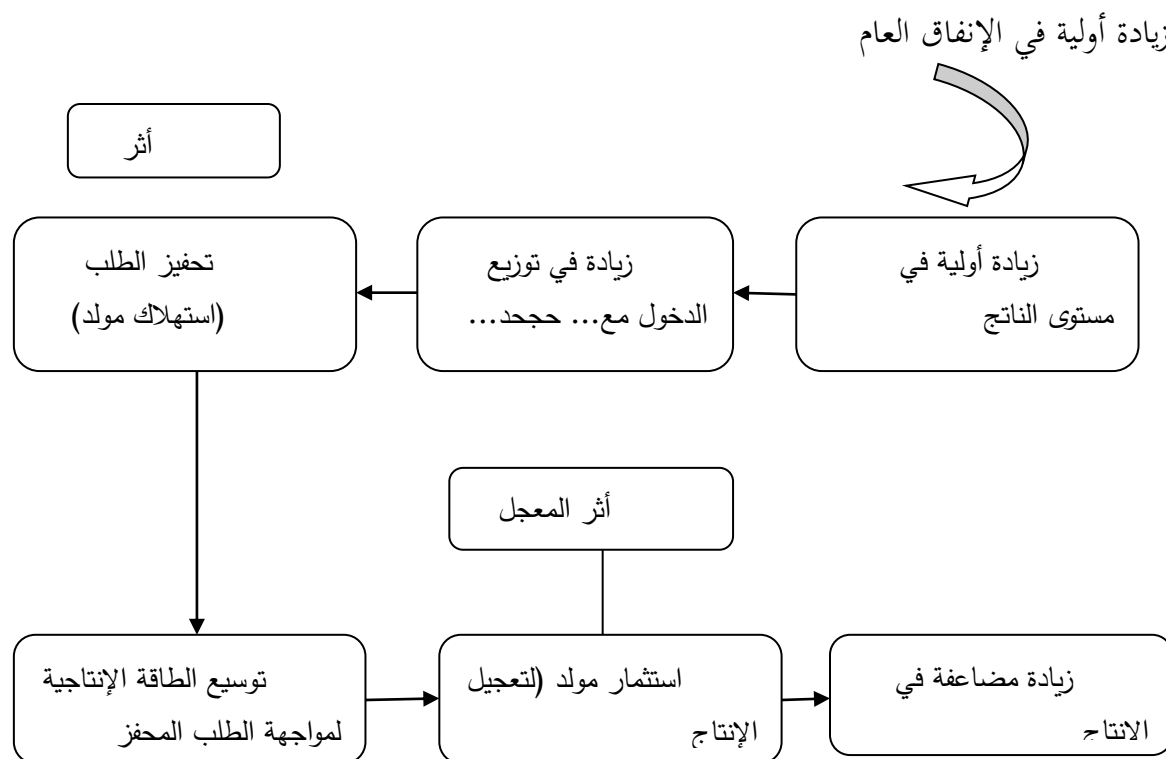 زيادة أولية في الإنفاق العام
أثر
زيادة أولية في
مستوى الناتج
زيادة في توزيع
الدخول مع... حجحد...
تحفيز الطلب
(استهلاك مولد)
أثر المعجل
توسيع الطاقة الإنتاجية
لمواجهة الطلب المحفز
استثمار مولد (لتعجيل
الإنتاج
زيادة مضاعفة في
الانتاج